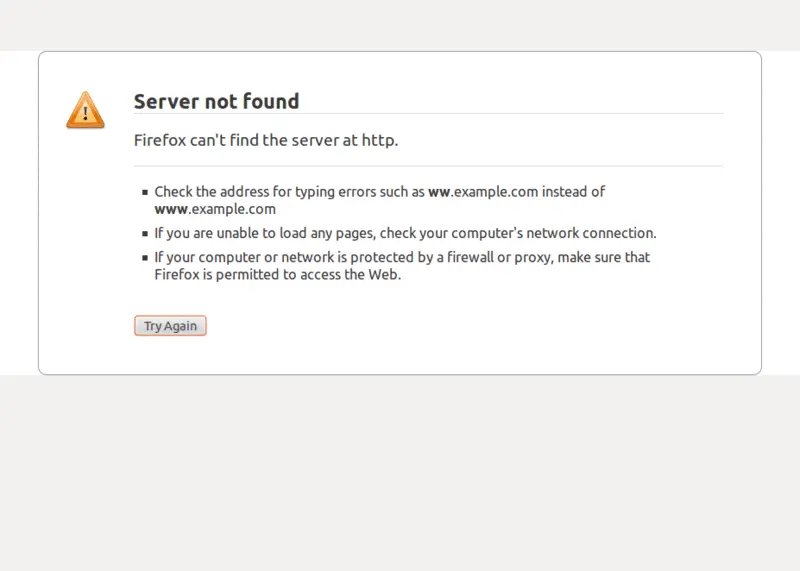 Server not found
Firefox can't find the server at http.
Check the address for typing errors such as ww.example.com instead of
www.example.com
If you are unable to load any pages, check your computer's network connection.
If your computer or network is protected by a firewall or proxy, make sure that
Firefox is permitted to access the Web.
Try Again